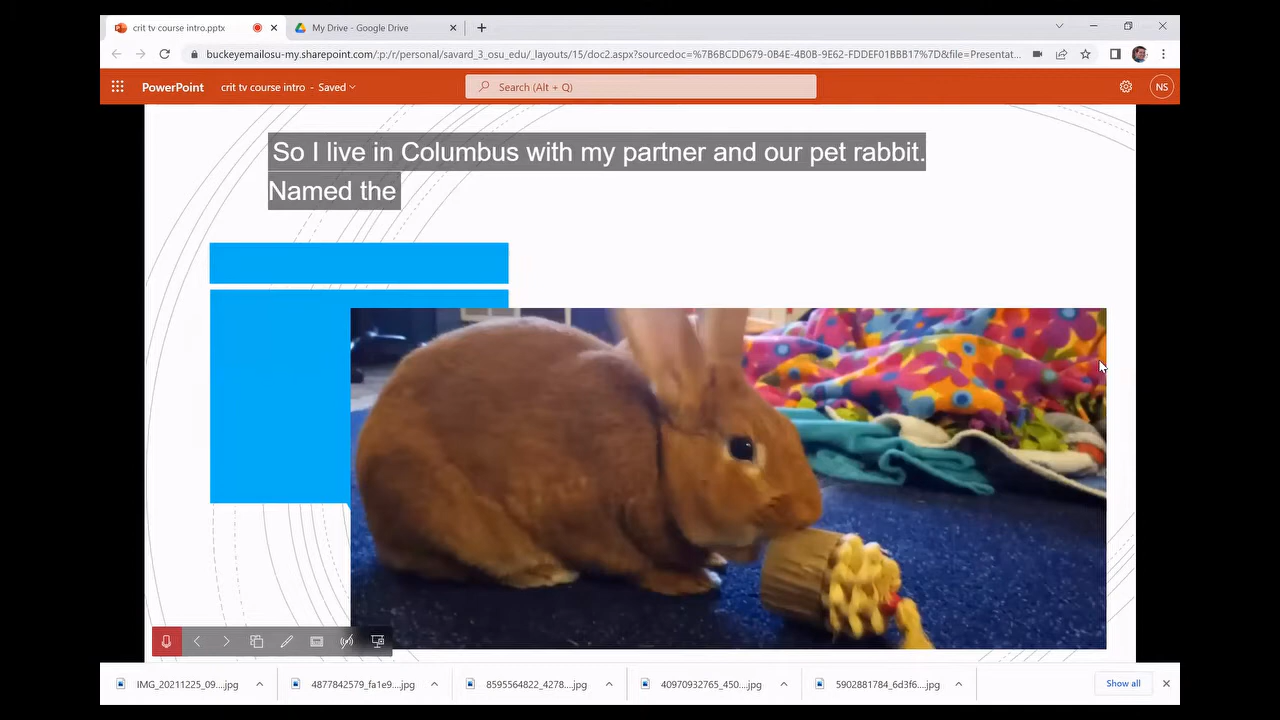 crit tv course intro.pptx
My Drive - Google Drive
buckeyemailosu-my.sharepoint.com/:p:/r/personal/savard_3_osu_edu/_layouts/15/doc2.aspx?sourcedoc=%7B6BCDD679-0B4E-4B0B-9E62-FDDEF01BBB17%7D&file=Presentat...
PowerPoint crit tv course intro - Saved
Search (Alt + Q)
NS
So I live in Columbus with my partner and our pet rabbit.
Named the
IMG_20211225_09....jpg
4877842579_fa1e9....jpg
8595564822_4278....jpg
40970932765_450....jpg
5902881784_6d3f6....jpg
Show all